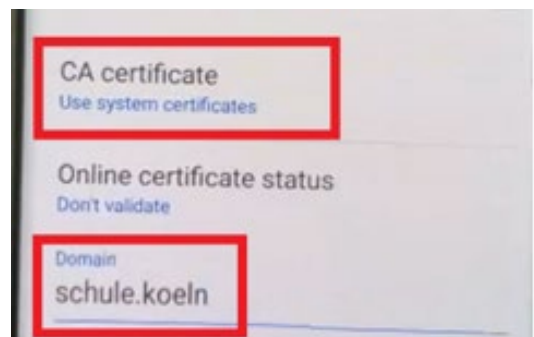 CA certificate
Use system certificates
Online certificate status
Don't validate
Domain
schule.koeln